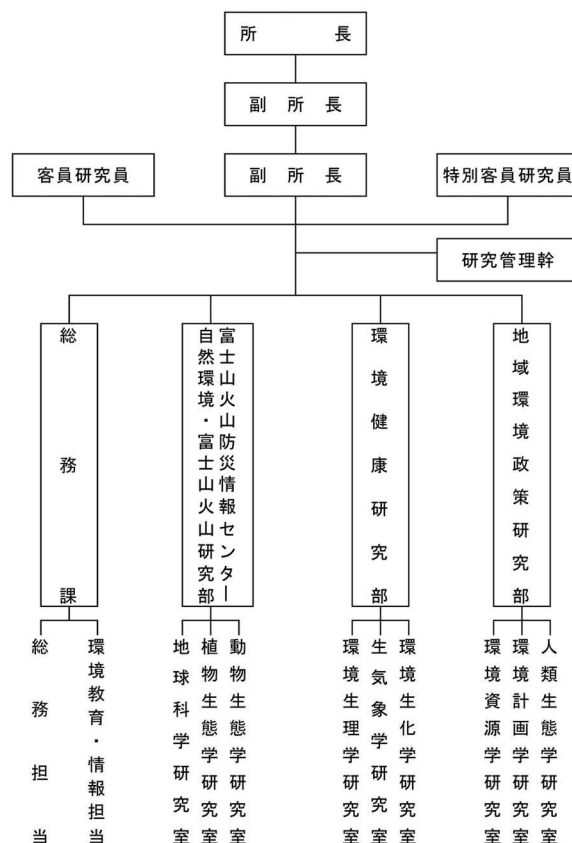 所長
副所長
副所長
客員研究員
特別客員研究員
研究管理幹
総務課
富士山火山防災情報センター
自然環境・富士山火山研究部
環境健康研究部
地域環境政策研究部
総務担当
環境教育・情報担当
地球科学研究室
植物生態学研究室
動物生態学研究室
環境生理学研究室
生気象学研究室
環境生化学研究室
環境資源学研究室
環境計画学研究室
人類生態学研究室